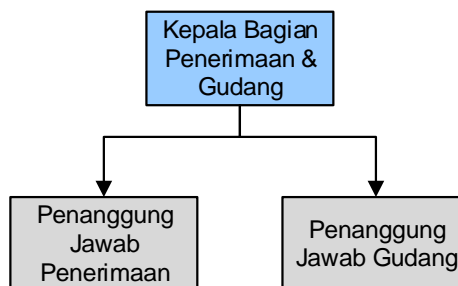 Kepala Bagian
Penerimaan &
Gudang
Penanggung
Jawab
Penerimaan
Penanggung
Jawab Gudang